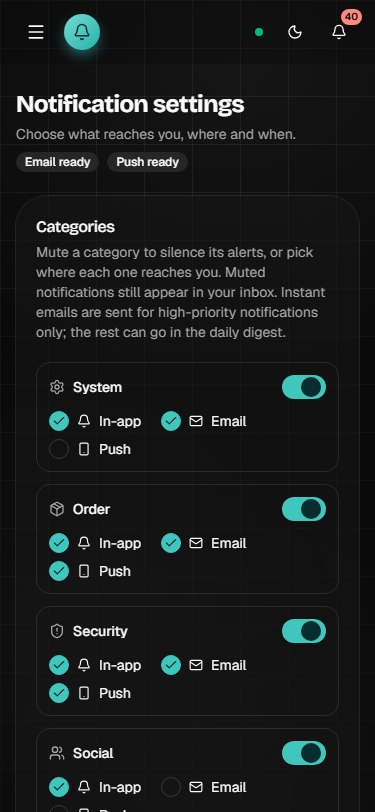 40
Notification settings
Choose what reaches you, where and when.
Email ready
Push ready
Categories
Mute a category to silence its alerts, or pick
where each one reaches you. Muted
notifications still appear in your inbox. Instant
emails are sent for high-priority notifications
only; the rest can go in the daily digest.
System
In-app
Email
Push
Order
In-app
Email
Push
Security
In-app
Email
Push
Social
In-app
Email